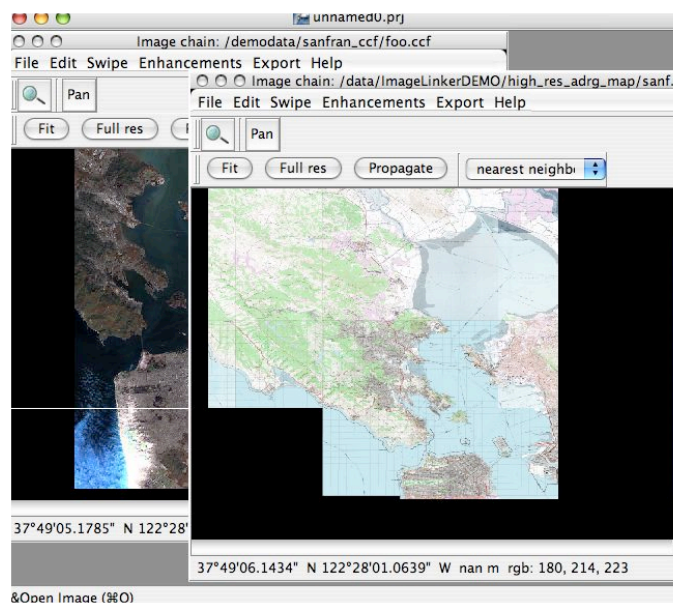 unnamed0.prj
Image chain: /demodata/sanfran_ccf/foo.ccf
File Edit Swipe Enhancements Export Help
Pan
Fit Full res
Image chain: /data/ImageLinkerDEMO/high_res_adrg_map/sanf.
File Edit Swipe Enhancements Export Help
Pan
Fit Full res Propagate nearest neighb
37°49'05.1785" N 122°28'
37°49'06.1434" N 122°28'01.0639" W nan m rgb: 180, 214, 223
&Open Image (⌘O)